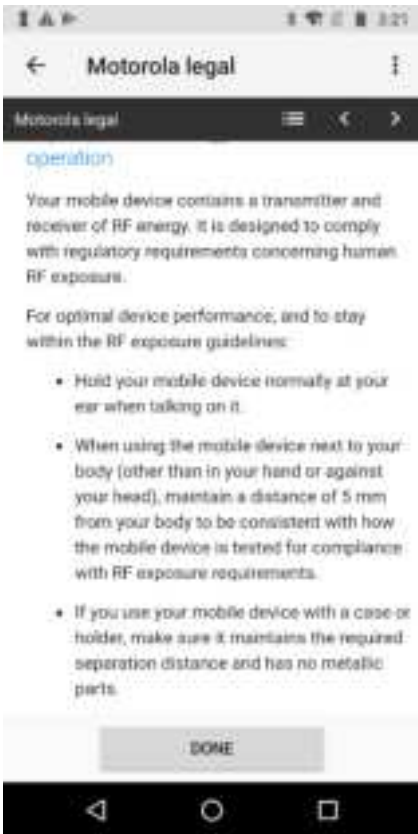 3:21
Motorola legal
Motorola legal
operation
Your mobile device contains a transmitter and
receiver of RF energy. It is designed to comply
with regulatory requirements concerning human
RF exposure.
For optimal device performance, and to stay
within the RF exposure guidelines:
• Hold your mobile device normally at your
ear when talking on it.
• When using the mobile device next to your
body (other than in your hand or against
your head), maintain a distance of 5 mm
from your body to be consistent with how
the mobile device is tested for compliance
with RF exposure requirements.
• If you use your mobile device with a case or
holder, make sure it maintains the required
separation distance and has no metallic
parts.
DONE